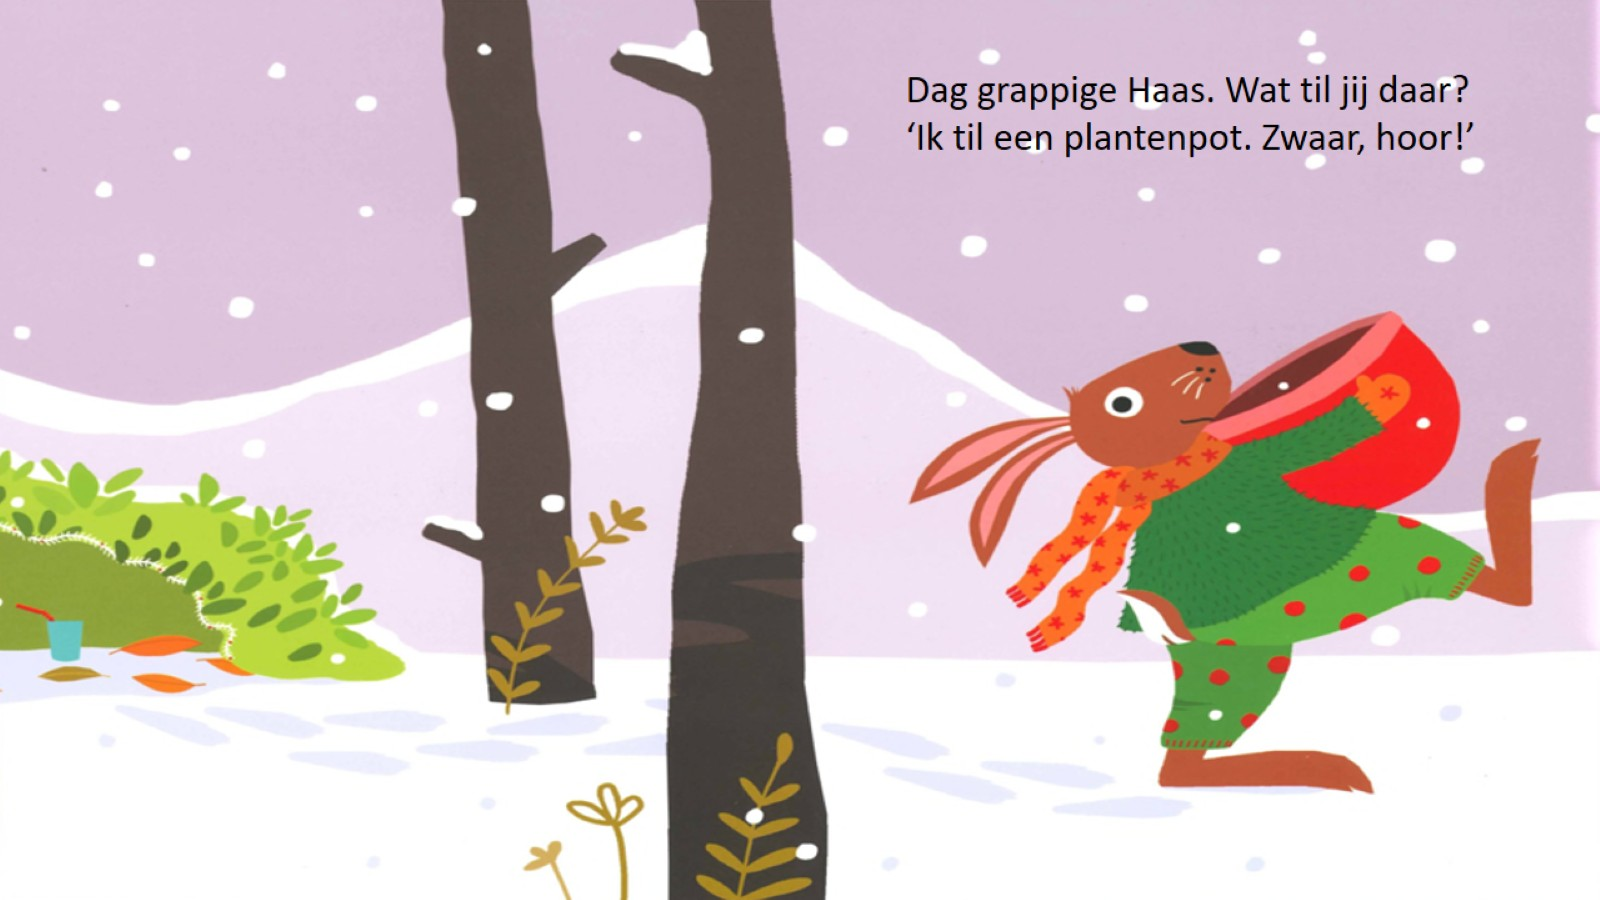 Dag grappige Haas. Wat til jij daar?
‘Ik til een plantenpot. Zwaar, hoor!’